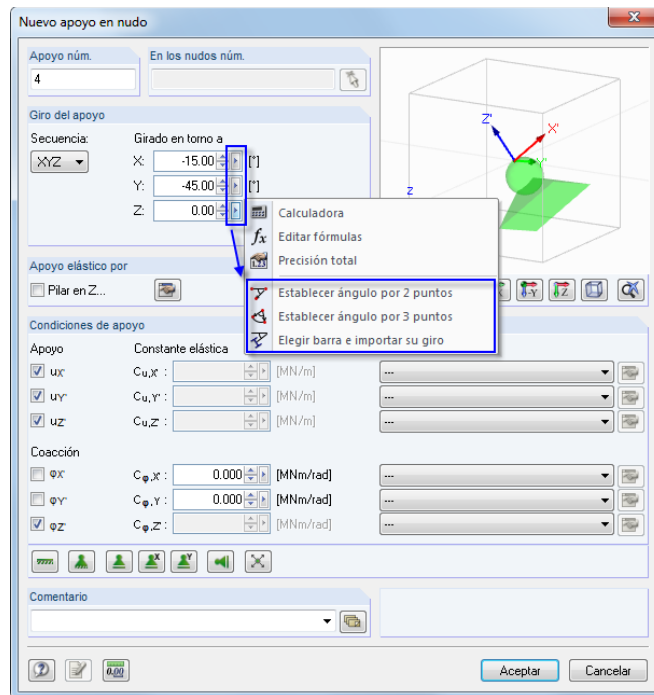 Nuevo apoyo en nudo
Apoyo núm. En los nudos núm.
4
Giro del apoyo
Secuencia: Girado en torno a
XYZ X: -15.00 [°]
Y: -45.00 [°]
Z: 0.00
Z' X' Y'
z
Calculadora
fx Editar fórmulas
Precisión total
Establecer ángulo por 2 puntos
Establecer ángulo por 3 puntos
Elegir barra e importar su giro
Apoyo elástico por
Pilar en Z...
-Y Z
Condiciones de apoyo
Apoyo Constante elástica
uX' Cu,X' : [MN/m] ---
uY' Cu,Y' : [MN/m] ---
uZ' Cu,Z' : [MN/m] ---
Coacción
φX' Cφ,X' : 0.000 [MNm/rad] ---
φY' Cφ,Y : 0.000 [MNm/rad] ---
φZ' Cφ,Z : [MNm/rad] ---
X Y
Comentario
0.00 Aceptar Cancelar